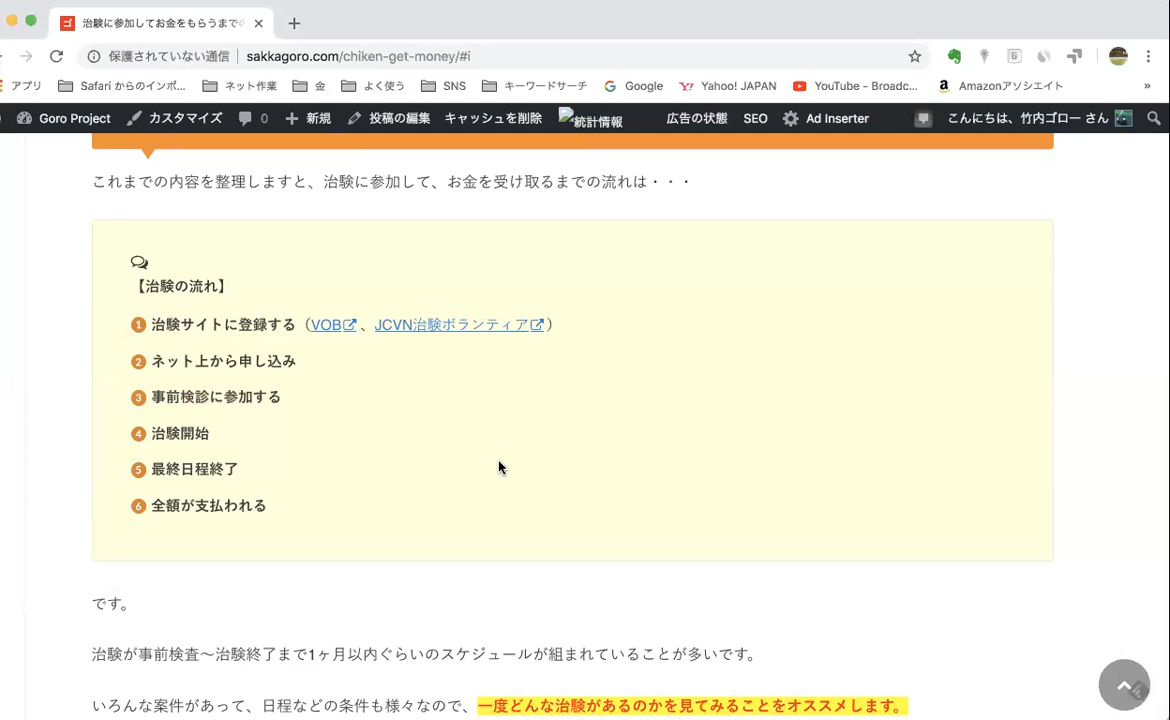 治験に参加してお金をもらうまでの
保護されていない通信 sakkagoro.com/chiken-get-money/#i
アプリ Safari からのインポ... ネット作業 金 よく使う SNS キーワードサーチ Google Yahoo! JAPAN YouTube - Broadc... Amazonアソシエイト »
Goro Project カスタマイズ 0 新規 投稿の編集 キャッシュを削除 統計情報 広告の状態 SEO Ad Inserter こんにちは、竹内ゴロー さん
これまでの内容を整理しますと、治験に参加して、お金を受け取るまでの流れは・・・
【治験の流れ】
1 治験サイトに登録する（VOB、JCVN治験ボランティア）
2 ネット上から申し込み
3 事前検診に参加する
4 治験開始
5 最終日程終了
6 全額が支払われる
です。
治験が事前検査〜治験終了まで1ヶ月以内ぐらいのスケジュールが組まれていることが多いです。
いろんな案件があって、日程などの条件も様々なので、一度どんな治験があるのかを見てみることをオススメします。